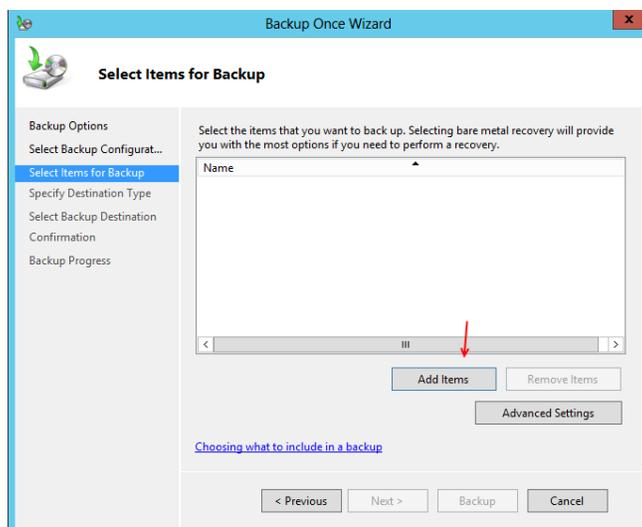 Backup Once Wizard
x
Select Items for Backup
Backup Options
Select Backup Configurat...
Select Items for Backup
Specify Destination Type
Select Backup Destination
Confirmation
Backup Progress
Select the items that you want to back up. Selecting bare metal recovery will provide
you with the most options if you need to perform a recovery.
Name
Add Items
Remove Items
Advanced Settings
Choosing what to include in a backup
< Previous
Next >
Backup
Cancel